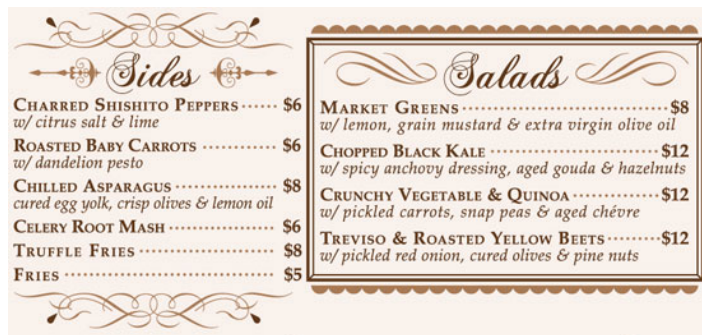 Sides
CHARRED SHISHITO PEPPERS ······ $6
w/ citrus salt & lime
ROASTED BABY CARROTS ············ $6
w/ dandelion pesto
CHILLED ASPARAGUS ················ $8
cured egg yolk, crisp olives & lemon oil
CELERY ROOT MASH ················· $6
TRUFFLE FRIES ························ $8
FRIES ···································· $5
Salads
MARKET GREENS ································· $8
w/ lemon, grain mustard & extra virgin olive oil
CHOPPED BLACK KALE ··························· $12
w/ spicy anchovy dressing, aged gouda & hazelnuts
CRUNCHY VEGETABLE & QUINOA ·············· $12
w/ pickled carrots, snap peas & aged chévre
TREVISO & ROASTED YELLOW BEETS ········ $12
w/ pickled red onion, cured olives & pine nuts